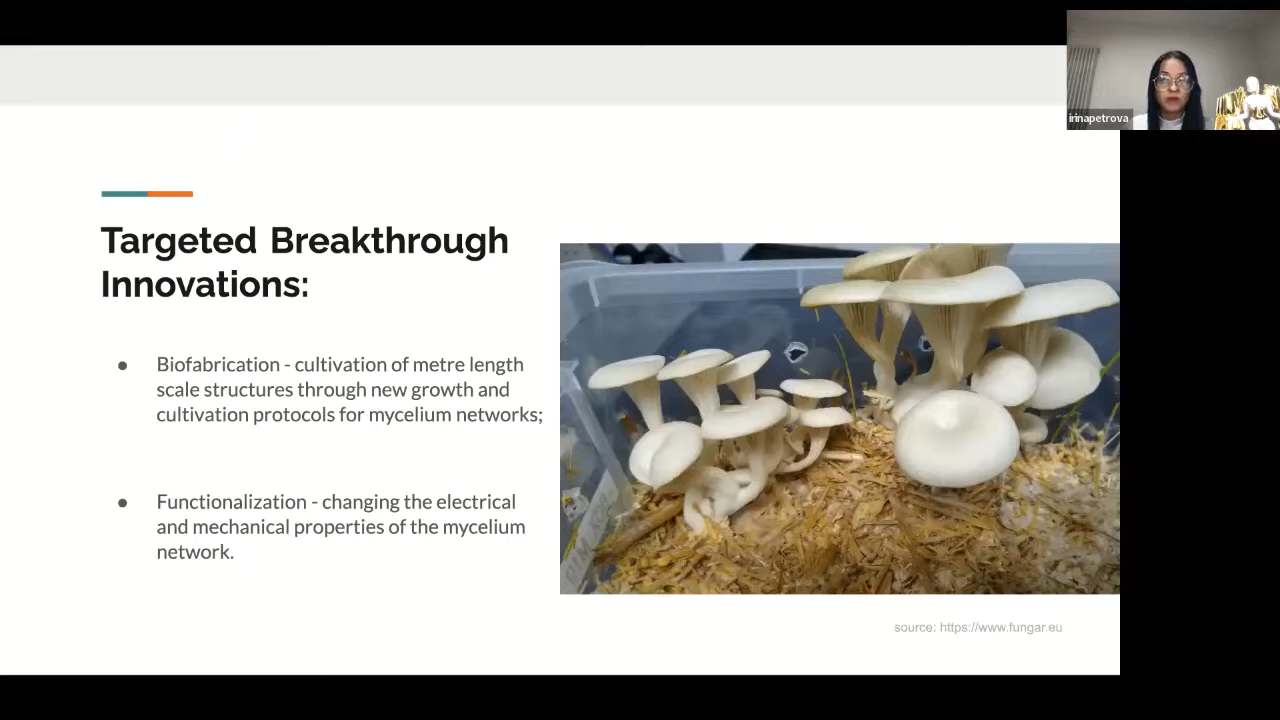 irinapetrova
Targeted Breakthrough
Innovations:
● Biofabrication - cultivation of metre length
scale structures through new growth and
cultivation protocols for mycelium networks;
● Functionalization - changing the electrical
and mechanical properties of the mycelium
network.
source: https://www.fungar.eu